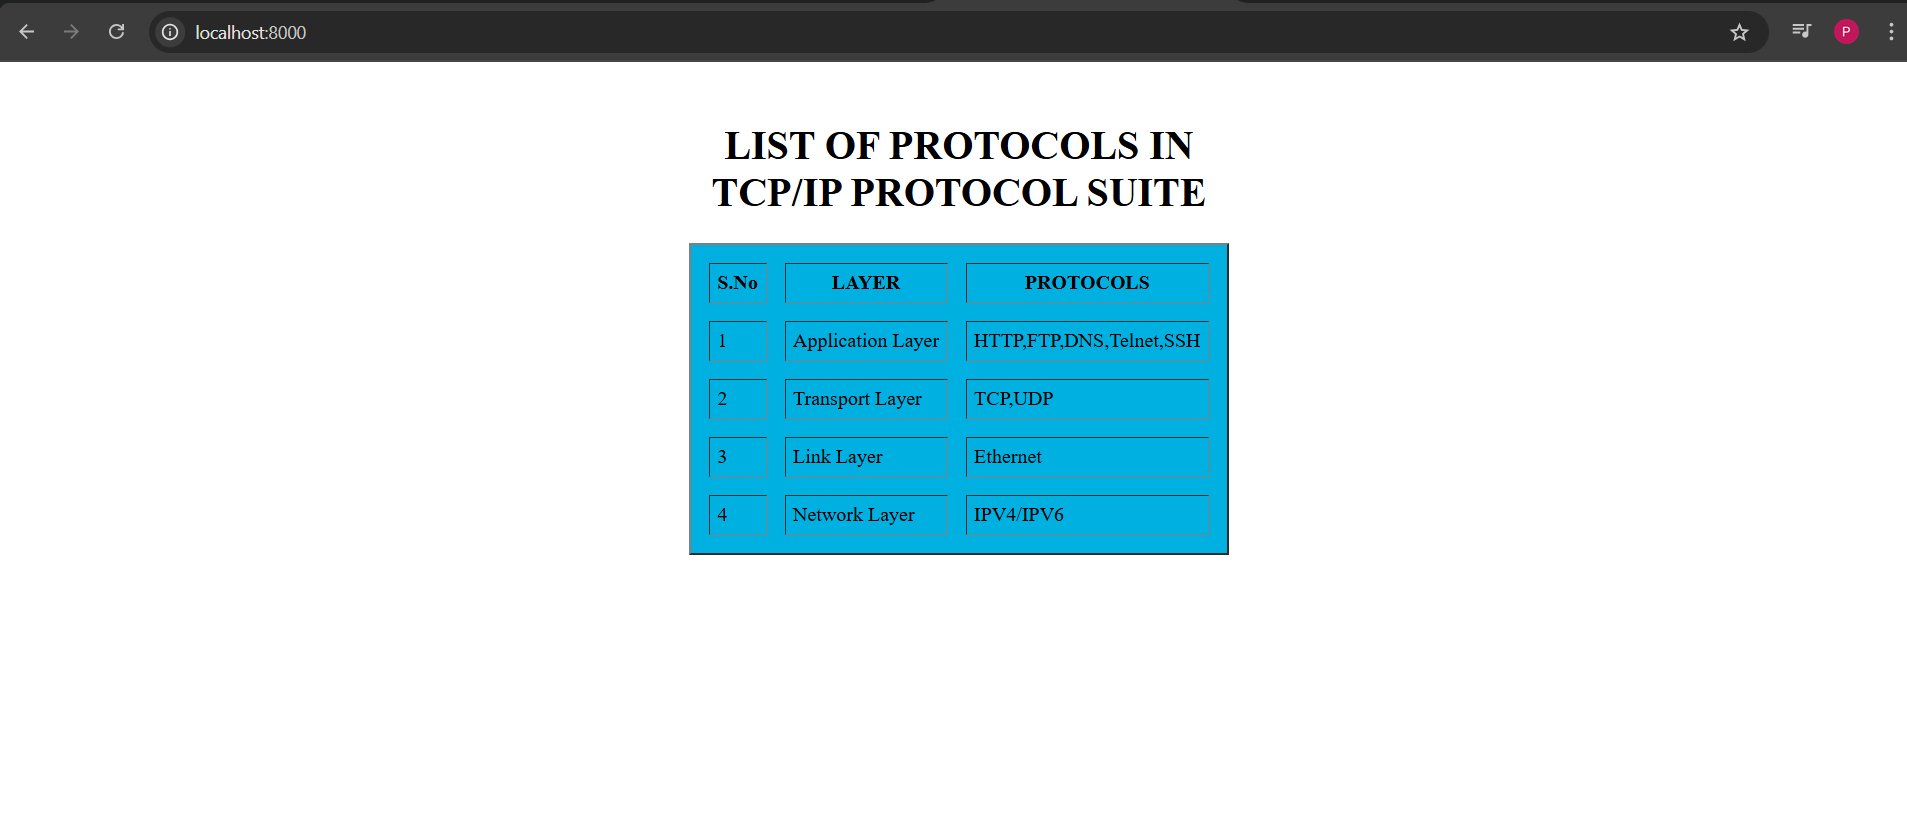 localhost:8000
P
LIST OF PROTOCOLS IN
TCP/IP PROTOCOL SUITE
S.No LAYER PROTOCOLS
1 Application Layer HTTP,FTP,DNS,Telnet,SSH
2 Transport Layer TCP,UDP
3 Link Layer Ethernet
4 Network Layer IPV4/IPV6